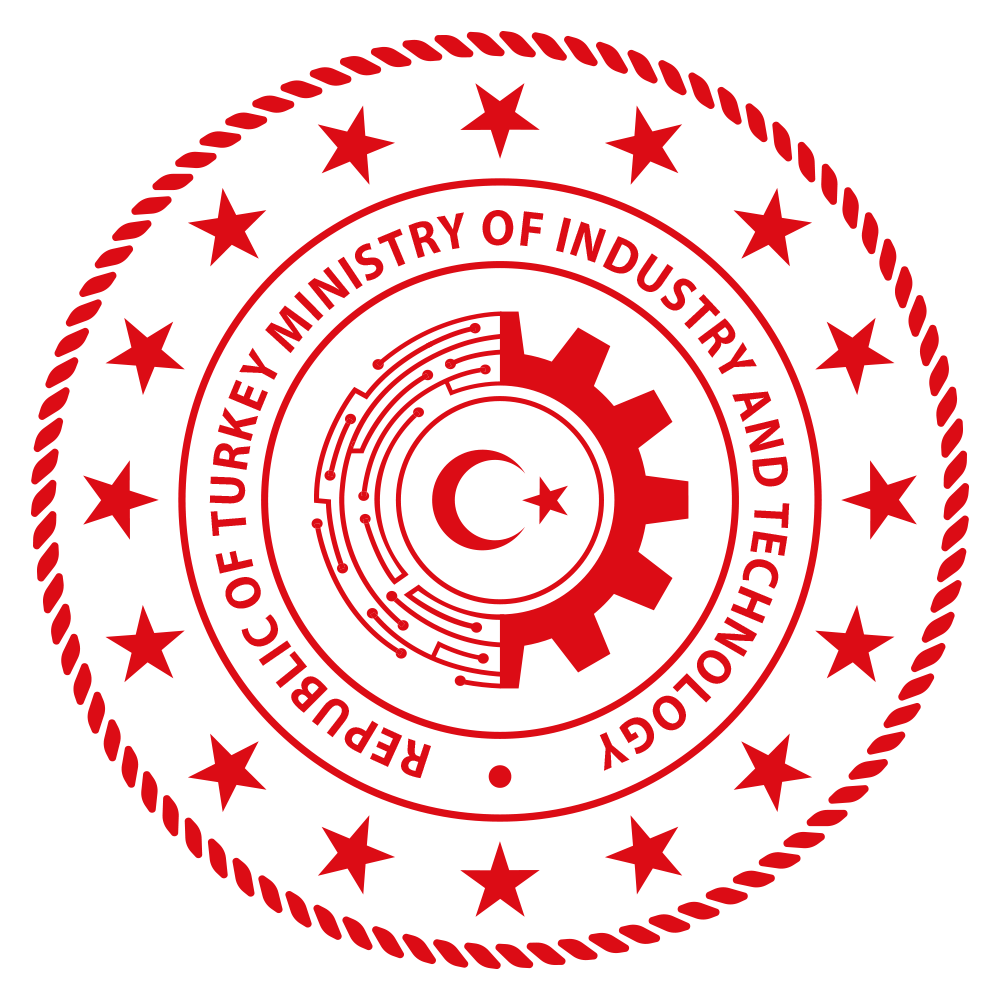 REPUBLIC OF TURKEY MINISTRY OF INDUSTRY AND TECHNOLOGY